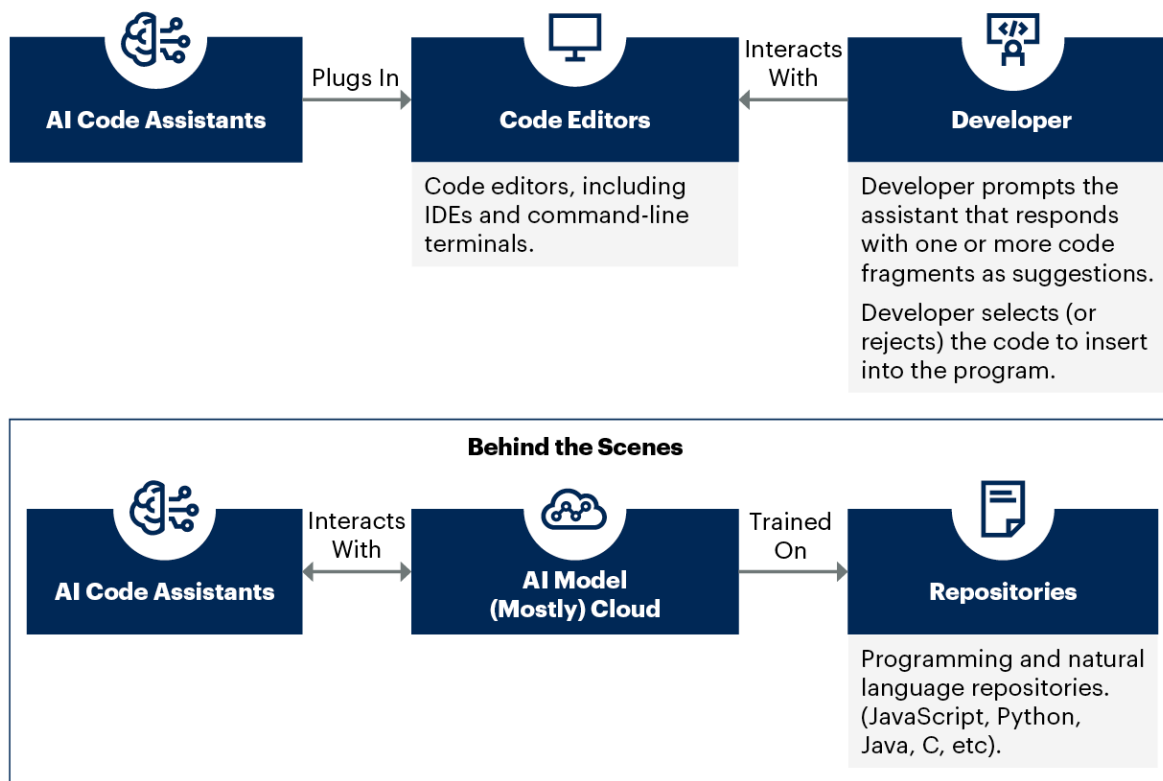 Plugs In
Interacts
With
AI Code Assistants
Code Editors
Developer
Code editors, including
IDEs and command-line
terminals.
Developer prompts the
assistant that responds
with one or more code
fragments as suggestions.
Developer selects (or
rejects) the code to insert
into the program.
Behind the Scenes
Interacts
With
Trained
On
AI Code Assistants
AI Model
(Mostly) Cloud
Repositories
Programming and natural
language repositories.
(JavaScript, Python,
Java, C, etc).